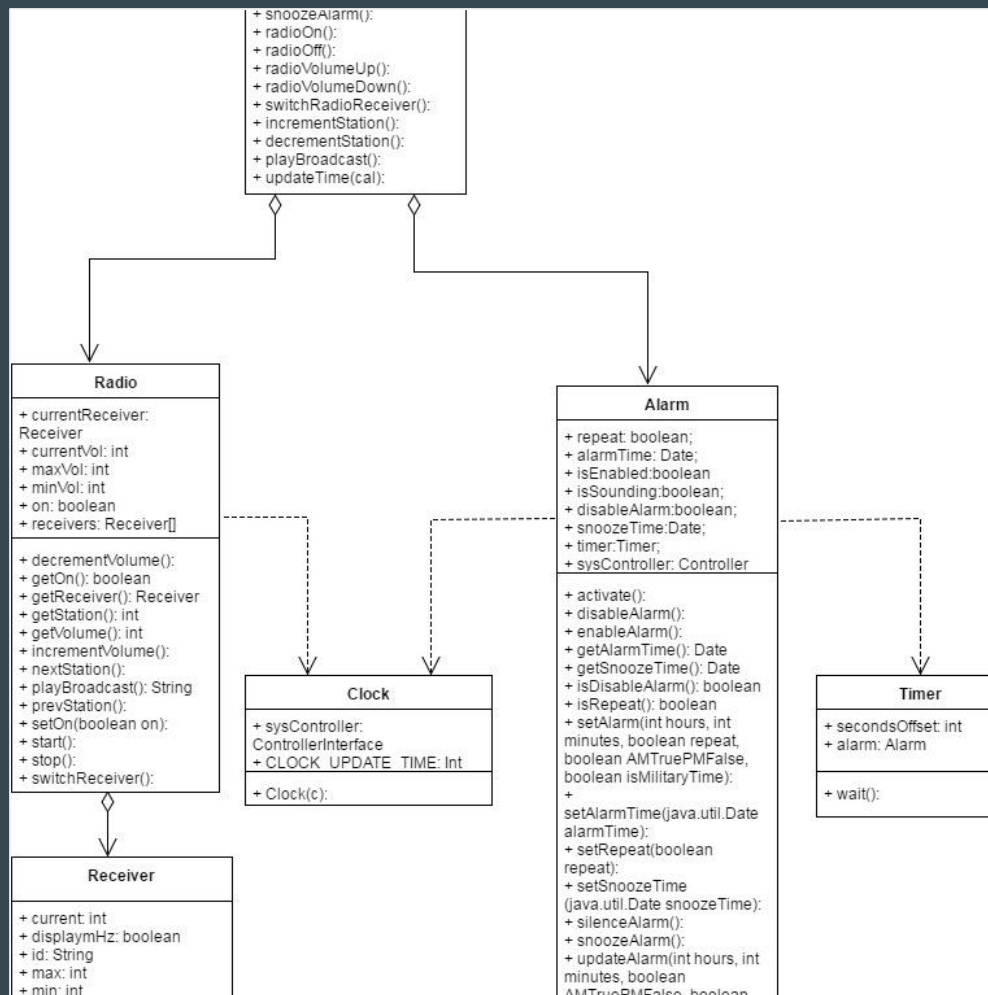 + snoozeAlarm():
+ radioOn():
+ radioOff():
+ radioVolumeUp():
+ radioVolumeDown():
+ switchRadioReceiver():
+ incrementStation():
+ decrementStation():
+ playBroadcast():
+ updateTime(cal):
Radio
+ currentReceiver:
Receiver
+ currentVol: int
+ maxVol: int
+ minVol: int
+ on: boolean
+ receivers: Receiver[]
+ decrementVolume():
+ getOn(): boolean
+ getReceiver(): Receiver
+ getStation(): int
+ getVolume(): int
+ incrementVolume():
+ nextStation():
+ playBroadcast(): String
+ prevStation():
+ setOn(boolean on):
+ start():
+ stop():
+ switchReceiver():
Receiver
+ current: int
+ displaymHz: boolean
+ id: String
+ max: int
+ min: int
Clock
+ sysController:
ControllerInterface
+ CLOCK_UPDATE_TIME: Int
+ Clock(c):
Alarm
+ repeat: boolean;
+ alarmTime: Date;
+ isEnabled:boolean
+ isSounding:boolean;
+ disableAlarm:boolean;
+ snoozeTime:Date;
+ timer:Timer;
+ sysController: Controller
+ activate():
+ disableAlarm():
+ enableAlarm():
+ getAlarmTime(): Date
+ getSnoozeTime(): Date
+ isDisableAlarm(): boolean
+ isRepeat(): boolean
+ setAlarm(int hours, int
minutes, boolean repeat,
boolean AMTruePMFalse,
boolean isMilitaryTime):
+
setAlarmTime(java.util.Date
alarmTime):
+ setRepeat(boolean
repeat):
+ setSnoozeTime
(java.util.Date snoozeTime):
+ silenceAlarm():
+ snoozeAlarm():
+ updateAlarm(int hours, int
minutes, boolean
AMTruePMFalse, boolean
Timer
+ secondsOffset: int
+ alarm: Alarm
+ wait():